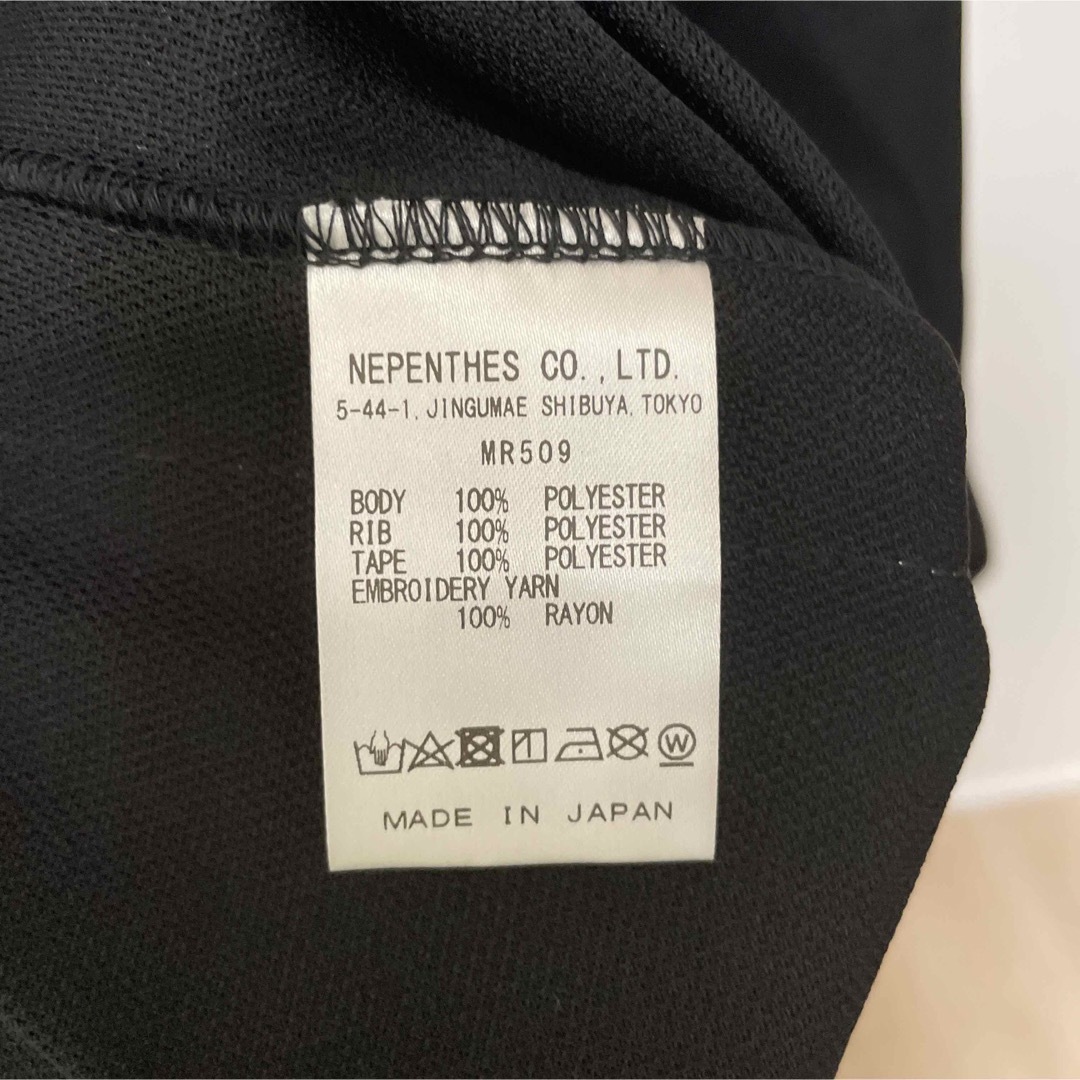 NEPENTHES CO.,LTD.
5-44-1, JINGUMAE SHIBUYA, TOKYO
MR509
BODY 100% POLYESTER
RIB 100% POLYESTER
TAPE 100% POLYESTER
EMBROIDERY YARN
100% RAYON
W
MADE IN JAPAN